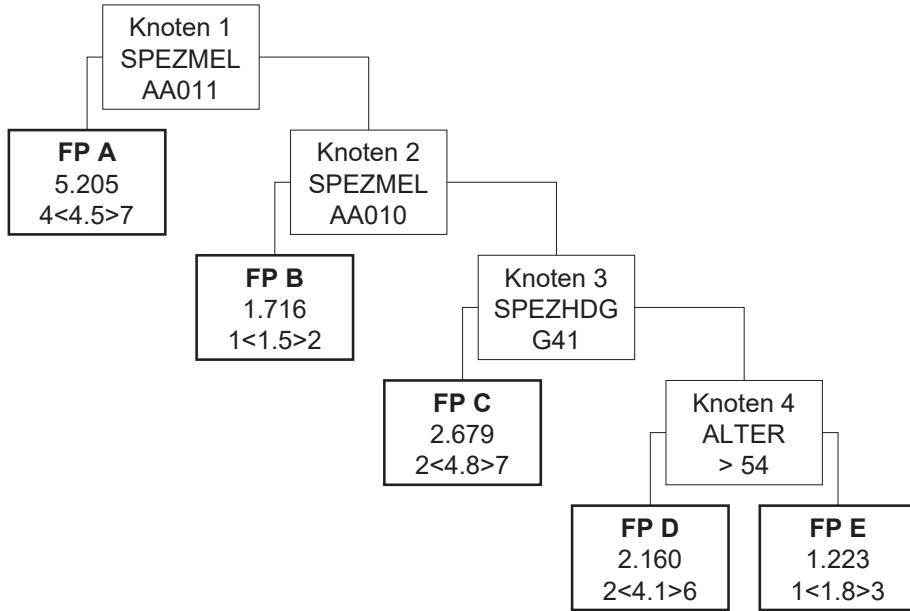 Knoten 1
SPEZMEL
AA011
FP A
5.205
4<4.5>7
Knoten 2
SPEZMEL
AA010
FP B
1.716
1<1.5>2
Knoten 3
SPEZHDG
G41
FP C
2.679
2<4.8>7
Knoten 4
ALTER
> 54
FP D
2.160
2<4.1>6
FP E
1.223
1<1.8>3